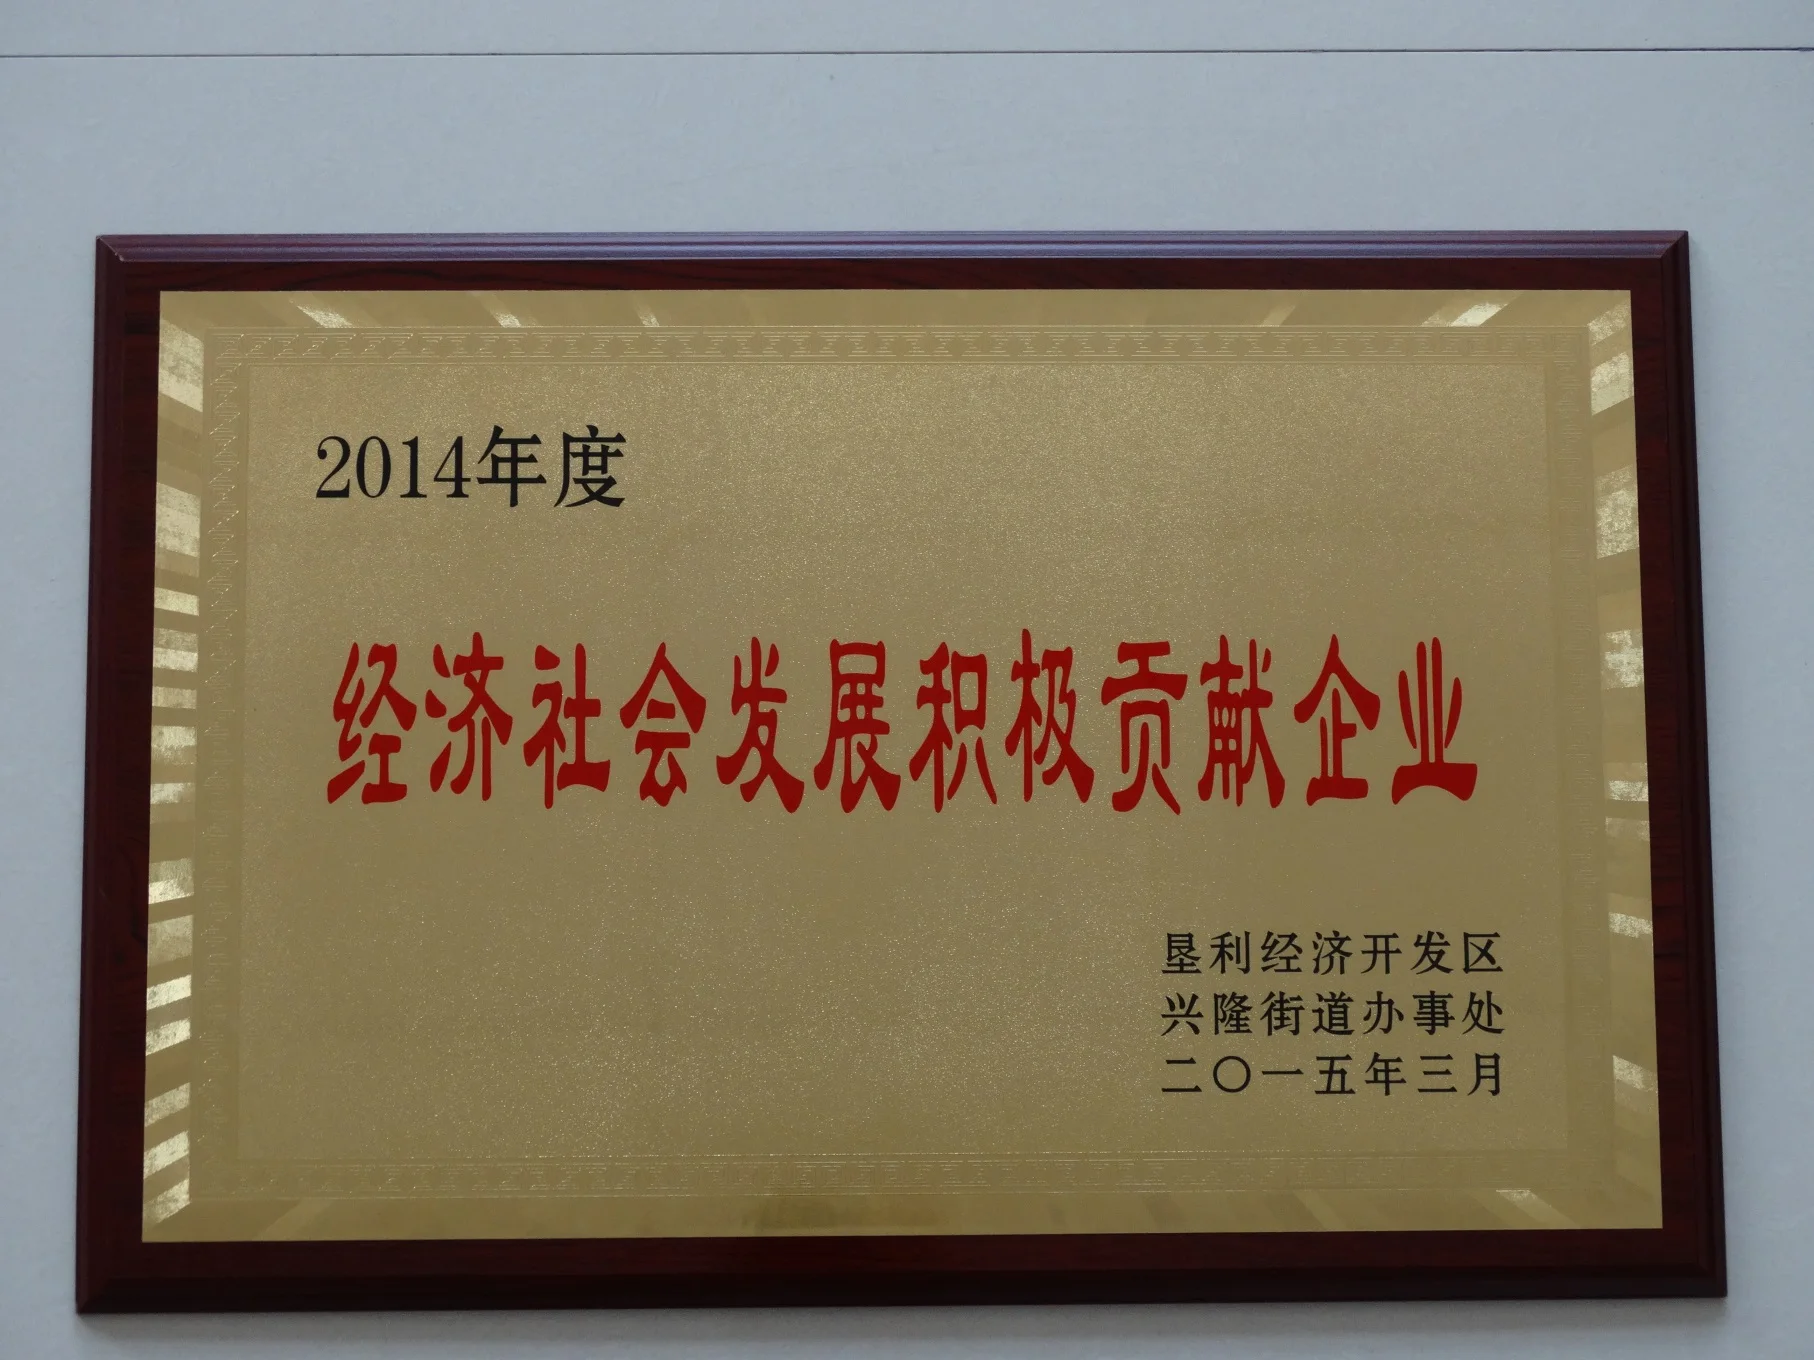 2014年度
经济社会发展积极贡献企业
垦利经济开发区
兴隆街道办事处
二〇一五年三月